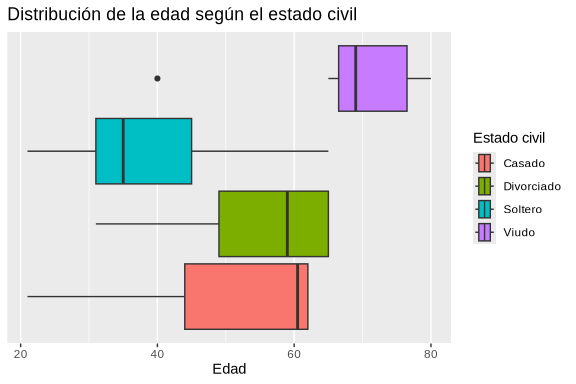 Distribución de la edad según el estado civil
Estado civil
Casado
Divorciado
Soltero
Viudo
20 40 60 80
Edad